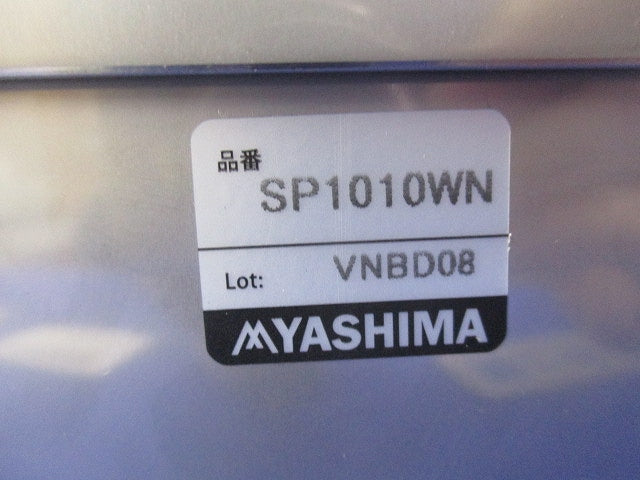 品番
SP1010WN
Lot: VNBD08
YASHIMA